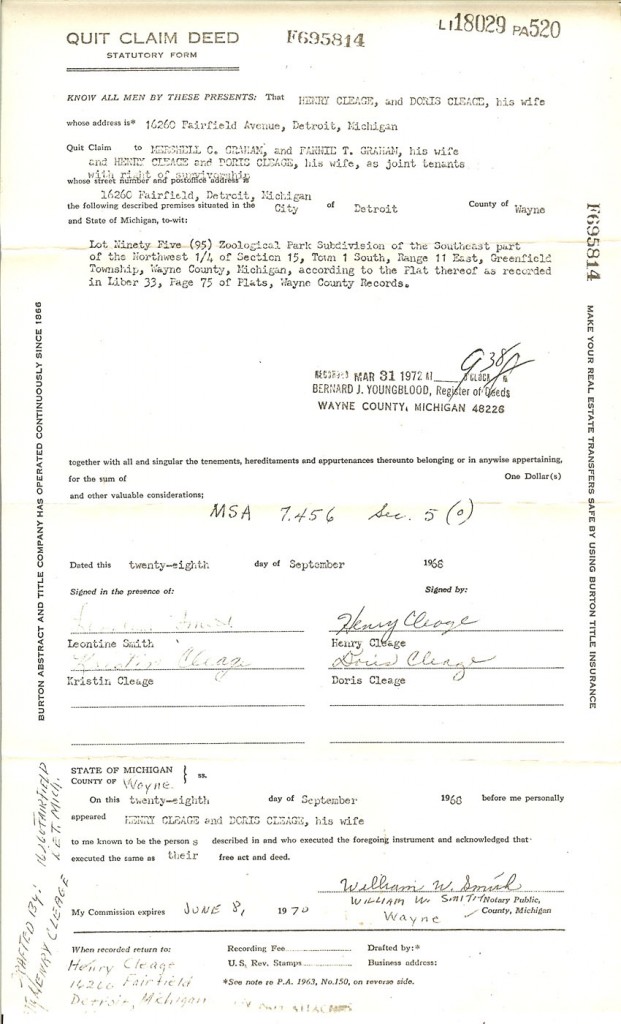 QUIT CLAIM DEED
STATUTORY FORM
F695814
LI18029 PA520
KNOW ALL MEN BY THESE PRESENTS: That HENRY CLEAGE, and DORIS CLEAGE, his wife
whose address is* 16260 Fairfield Avenue, Detroit, Michigan
Quit Claim to MERSHELL C. GRAHAM, and FANNIE T. GRAHAM, his wife
and HENRY CLEAGE and DORIS CLEAGE, his wife, as joint tenants
with right of survivorship
whose street number and postoffice address is
16260 Fairfield, Detroit, Michigan
the following described premises situated in the City of Detroit County of Wayne
and State of Michigan, to-wit:
Lot Ninety Five (95) Zoological Park Subdivision of the Southeast part
of the Northwest 1/4 of Section 15, Town 1 South, Range 11 East, Greenfield
Township, Wayne County, Michigan, according to the Plat thereof as recorded
in Liber 33, Page 75 of Plats, Wayne County Records.
F695814
BURTON ABSTRACT AND TITLE COMPANY HAS OPERATED CONTINUOUSLY SINCE 1866
MAKE YOUR REAL ESTATE TRANSFERS SAFE BY USING BURTON TITLE INSURANCE
RECORDED MAR 31 1972 AT O'CLOCK M
BERNARD J. YOUNGBLOOD, Register of Deeds
WAYNE COUNTY, MICHIGAN 48226
together with all and singular the tenements, hereditaments and appurtenances thereunto belonging or in anywise appertaining,
for the sum of One Dollar(s)
and other valuable considerations;
MSA 7.456 Sec. 5 (o)
Dated this twenty-eighth day of September 1968
Signed in the presence of: Signed by:
Leontine Smith Henry Cleage
Leontine Smith Henry Cleage
Kristin Cleage Doris Cleage
Kristin Cleage Doris Cleage
STATE OF MICHIGAN } ss.
COUNTY OF Wayne
On this twenty-eighth day of September 1968 before me personally
appeared HENRY CLEAGE and DORIS CLEAGE, his wife
to me known to be the person s described in and who executed the foregoing instrument and acknowledged that
executed the same as their free act and deed.
William W. Smith
WILLIAM W. SMITH Notary Public,
My Commission expires JUNE 8, 1970 Wayne County, Michigan
DRAFTED BY: 16260 FAIRFIELD
HENRY CLEAGE DET. MICH.
When recorded return to: Recording Fee Drafted by:*
Henry Cleage U.S. Rev. Stamps Business address:
16260 Fairfield *See note re P.A. 1963, No.150, on reverse side.
Detroit, Michigan